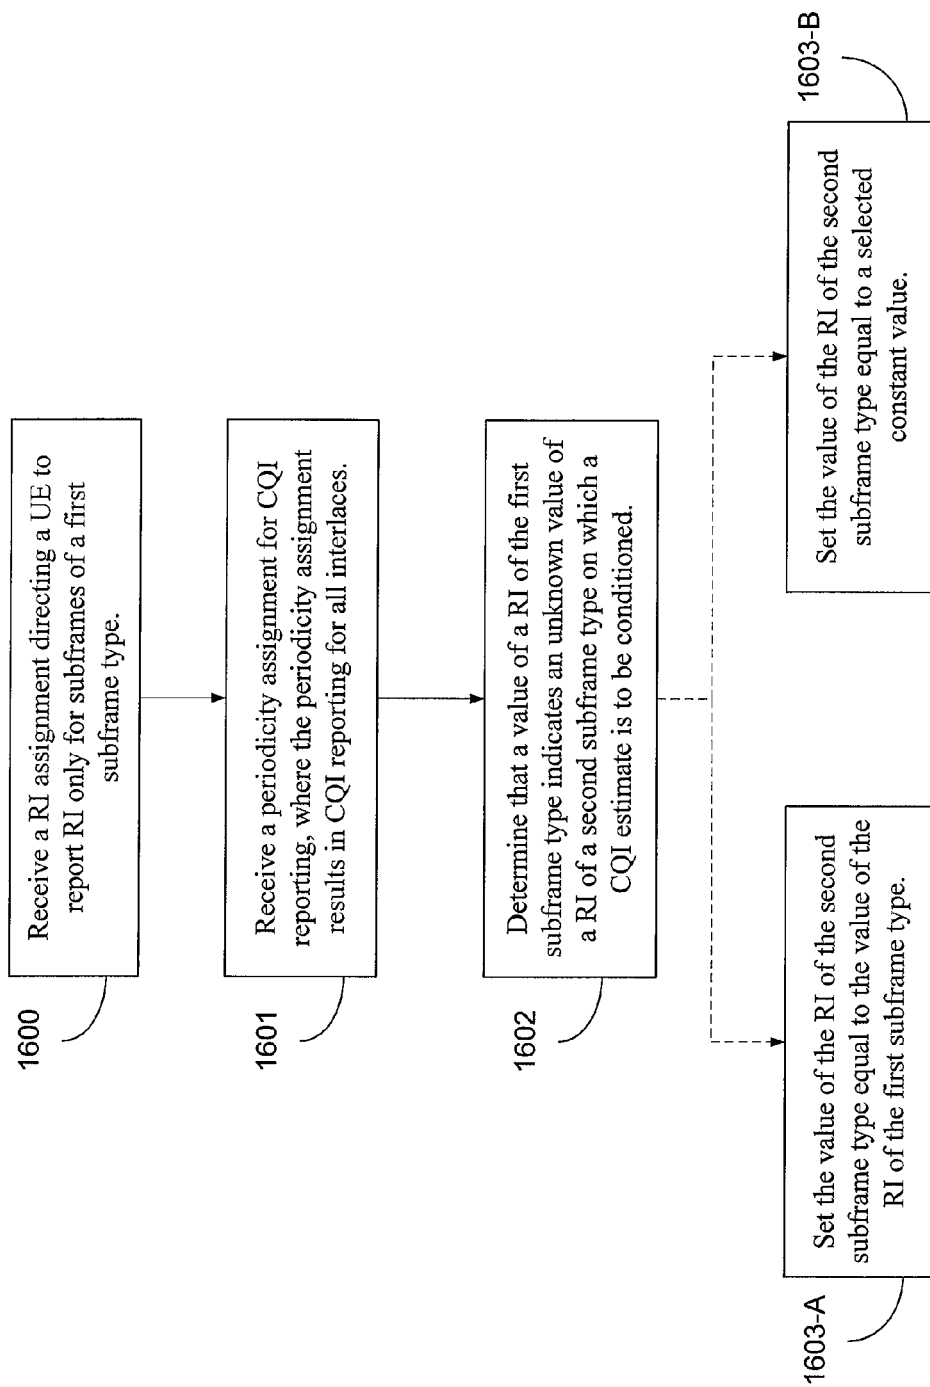 1600
Receive a RI assignment directing a UE to
report RI only for subframes of a first
subframe type.
1601
Receive a periodicity assignment for CQI
reporting, where the periodicity assignment
results in CQI reporting for all interlaces.
1602
Determine that a value of a RI of the first
subframe type indicates an unknown value of
a RI of a second subframe type on which a
CQI estimate is to be conditioned.
1603-A
Set the value of the RI of the second
subframe type equal to the value of the
RI of the first subframe type.
1603-B
Set the value of the RI of the second
subframe type equal to a selected
constant value.